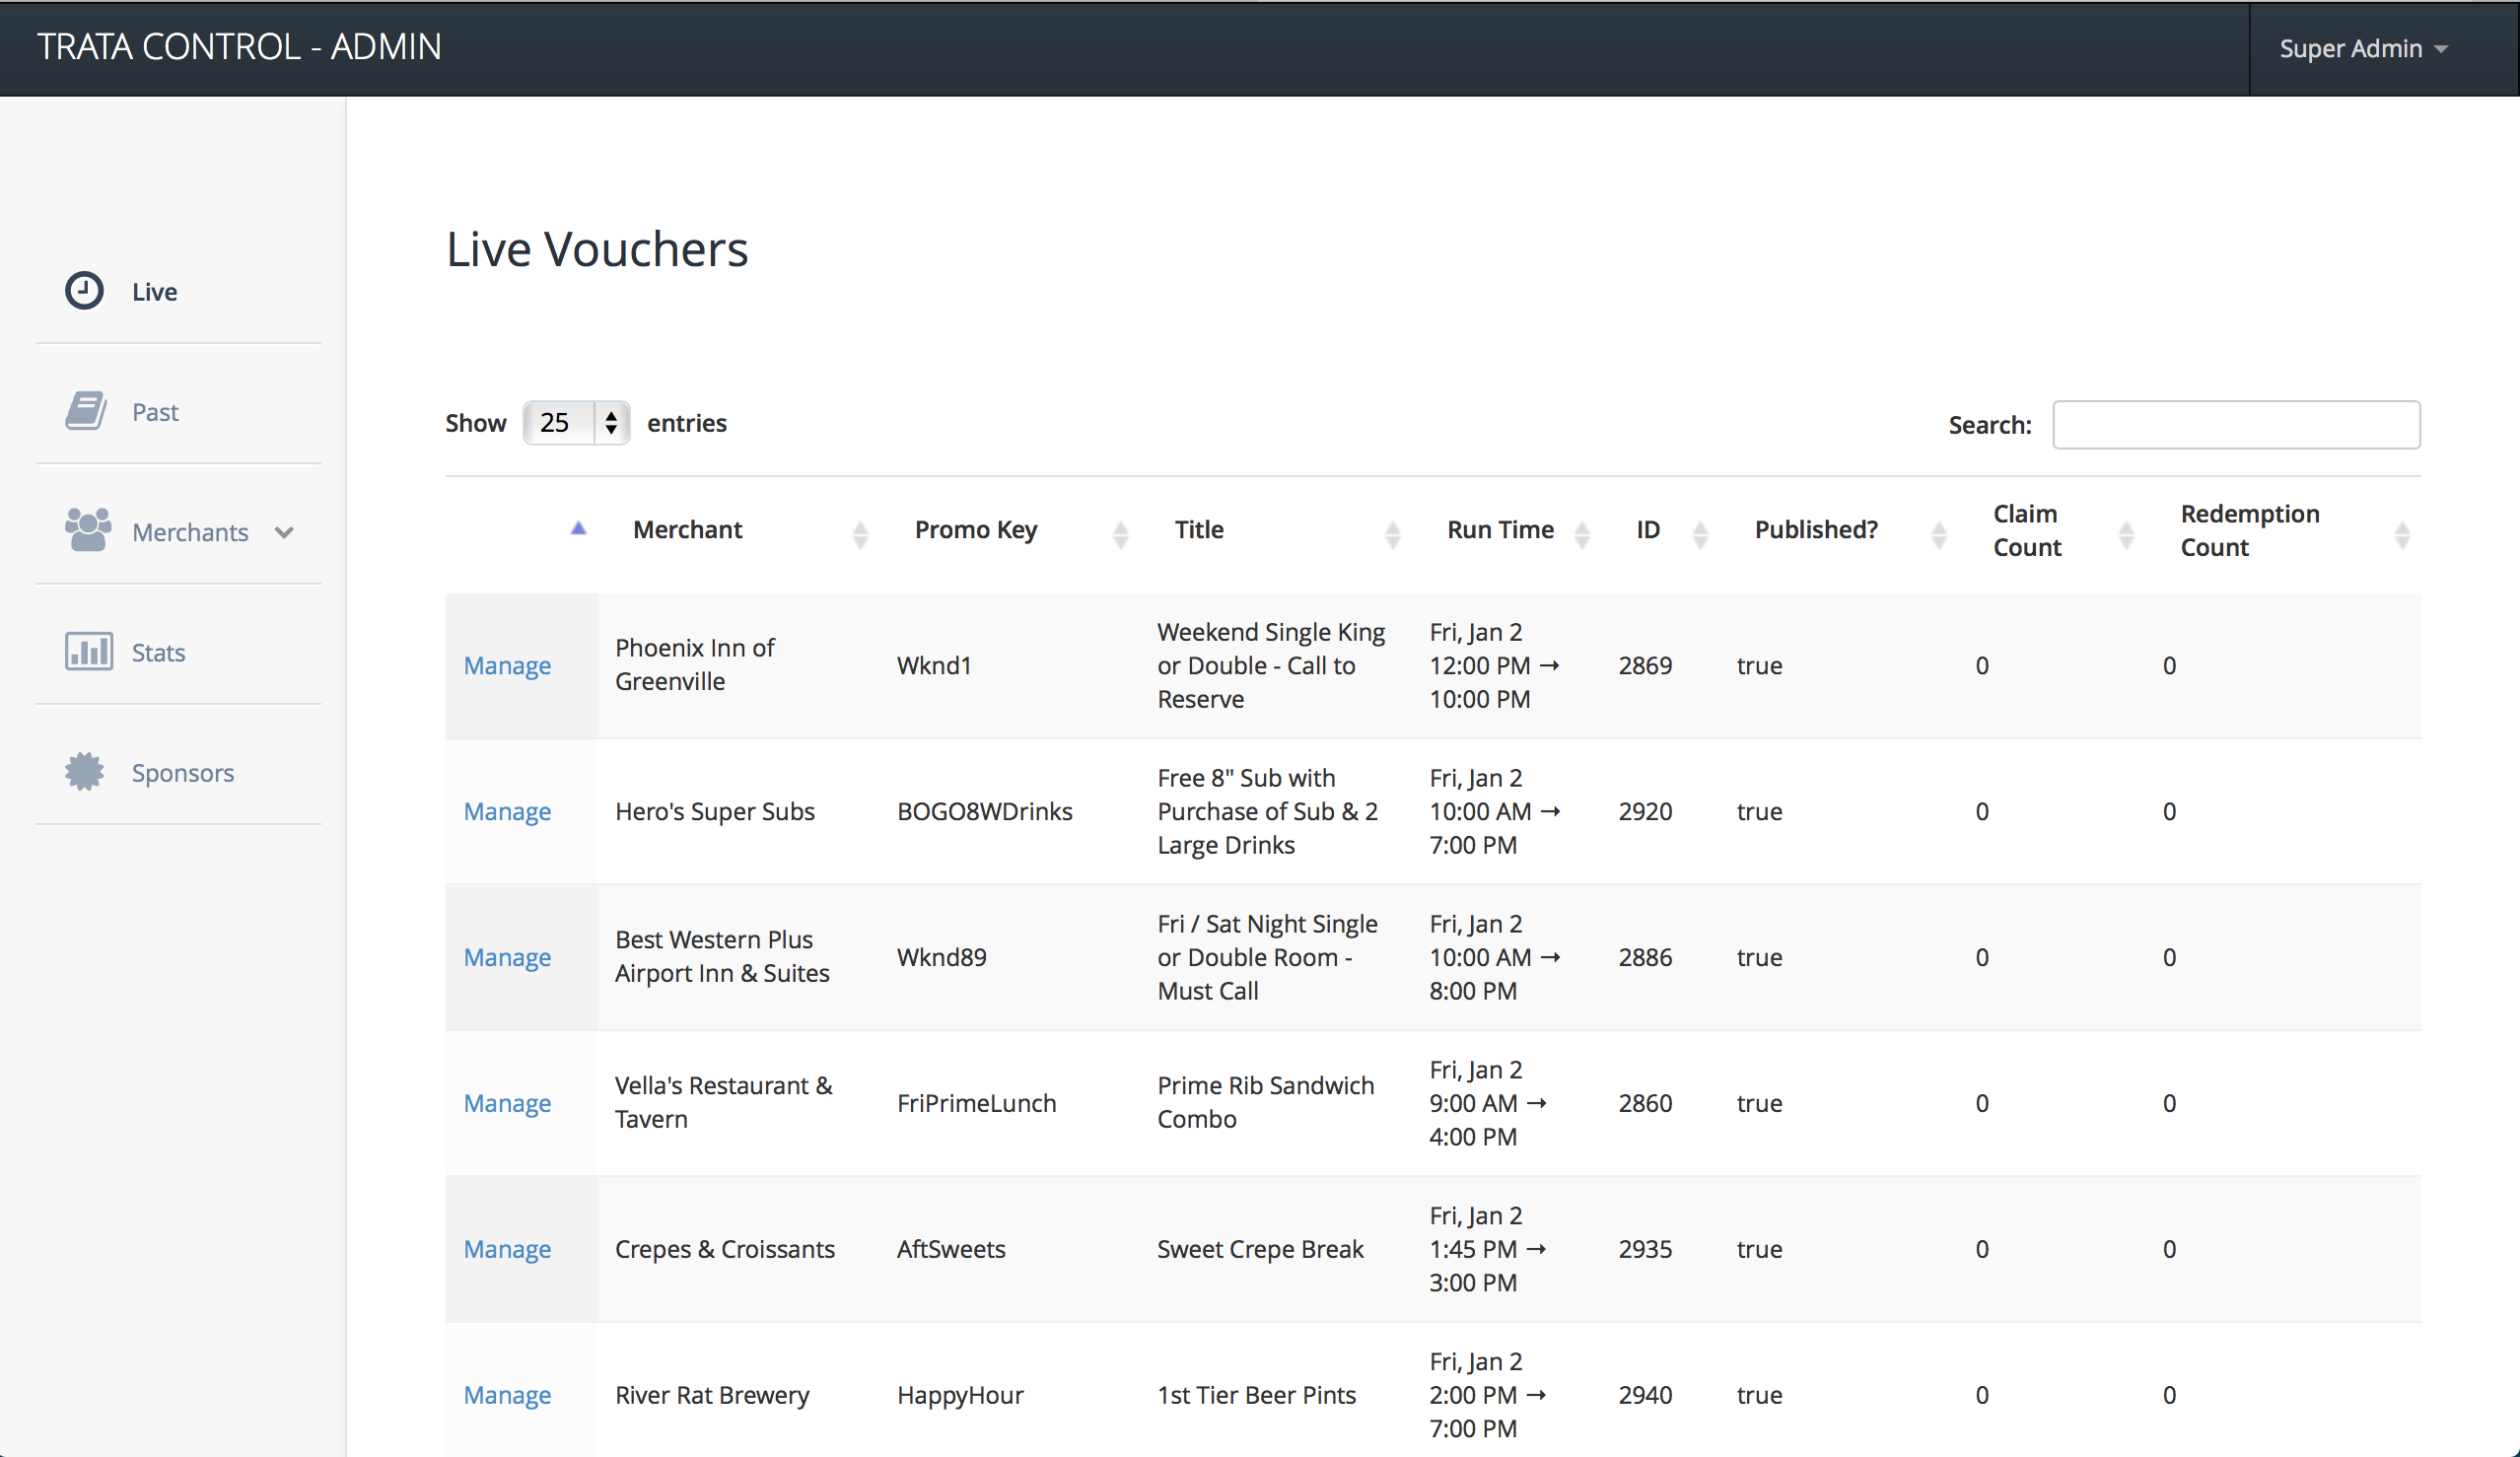 TRATA CONTROL - ADMIN
Super Admin
Live
Past
Merchants
Stats
Sponsors
Live Vouchers
Show 25 entries
Search:
Merchant Promo Key Title Run Time ID Published? Claim Count Redemption Count
Manage
Phoenix Inn of
Greenville
Wknd1
Weekend Single King
or Double - Call to
Reserve
Fri, Jan 2
12:00 PM →
10:00 PM
2869
true
0
0
Manage
Hero's Super Subs
BOGO8WDrinks
Free 8" Sub with
Purchase of Sub & 2
Large Drinks
Fri, Jan 2
10:00 AM →
7:00 PM
2920
true
0
0
Manage
Best Western Plus
Airport Inn & Suites
Wknd89
Fri / Sat Night Single
or Double Room -
Must Call
Fri, Jan 2
10:00 AM →
8:00 PM
2886
true
0
0
Manage
Vella's Restaurant &
Tavern
FriPrimeLunch
Prime Rib Sandwich
Combo
Fri, Jan 2
9:00 AM →
4:00 PM
2860
true
0
0
Manage
Crepes & Croissants
AftSweets
Sweet Crepe Break
Fri, Jan 2
1:45 PM →
3:00 PM
2935
true
0
0
Manage
River Rat Brewery
HappyHour
1st Tier Beer Pints
Fri, Jan 2
2:00 PM →
7:00 PM
2940
true
0
0